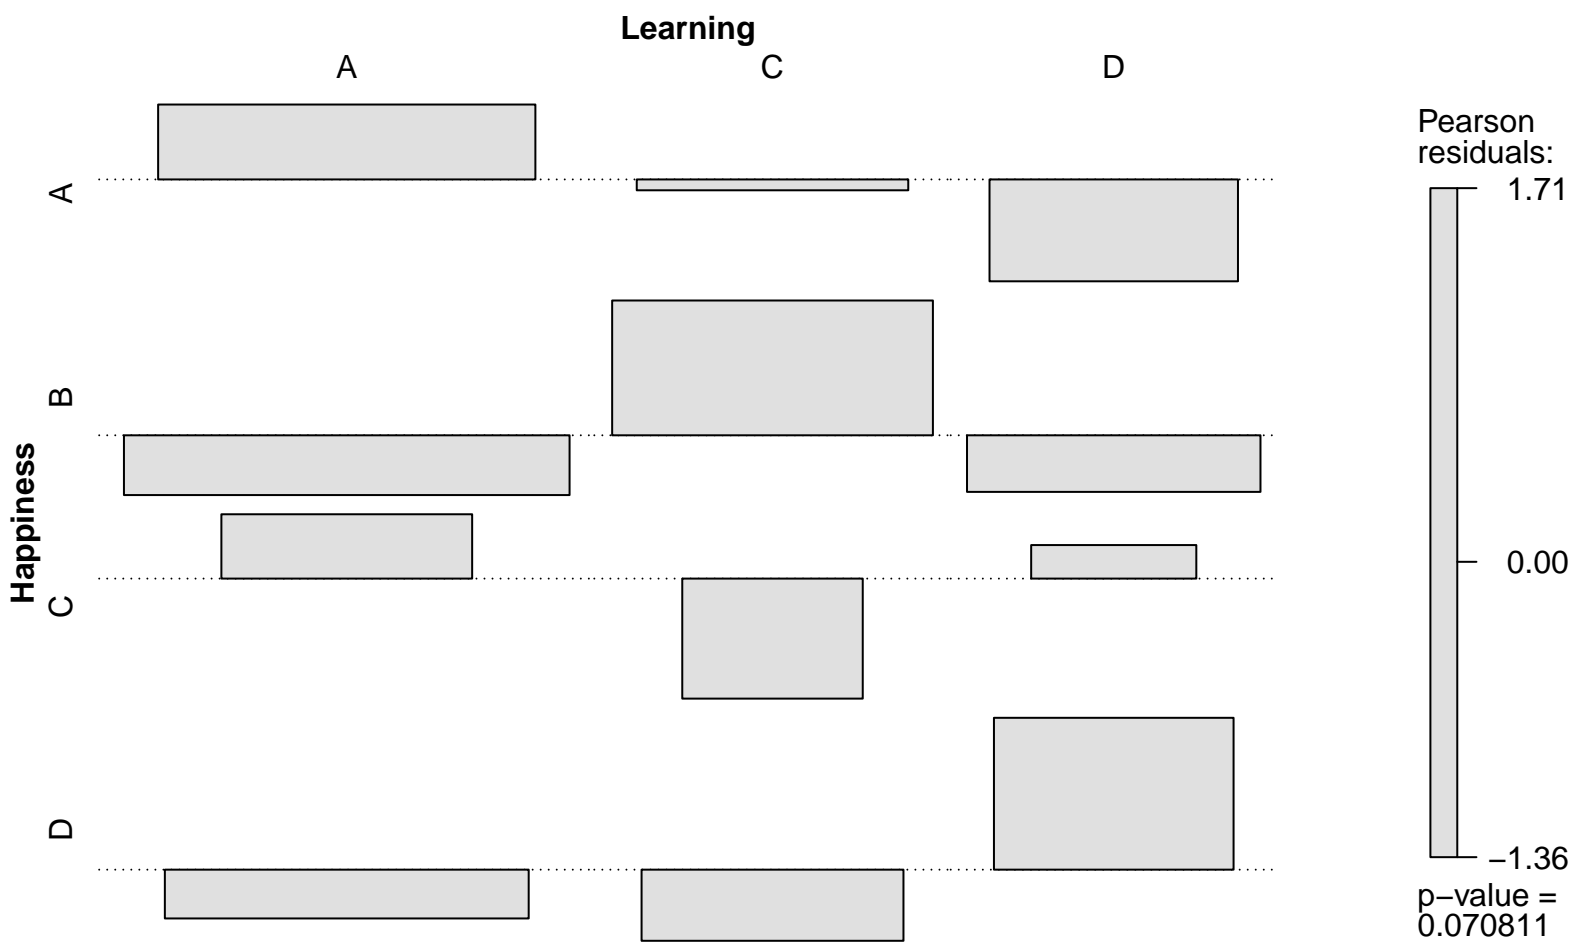 Learning
A
C
D
Happiness
A
B
C
D
Pearson
residuals:
1.71
0.00
−1.36
p−value =
0.070811